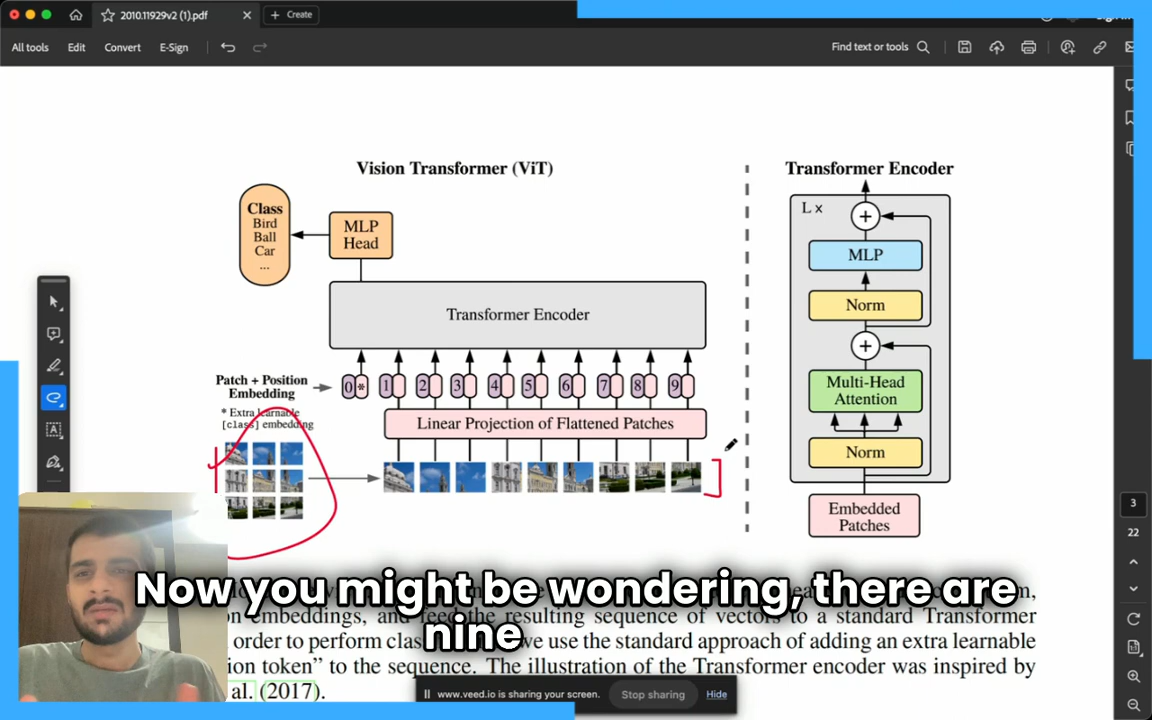 2010.11929v2 (1).pdf
Create
All tools
Edit
Convert
E-Sign
Find text or tools
Vision Transformer (ViT)
Class
Bird
Ball
Car
...
MLP
Head
Transformer Encoder
Patch + Position
Embedding
* Extra learnable
[class] embedding
0 * 1 2 3 4 5 6 7 8 9
Linear Projection of Flattened Patches
Transformer Encoder
L x
+
MLP
Norm
+
Multi-Head
Attention
Norm
Embedded
Patches
3
22
Now you might be wondering, there are
nine
embeddings, and feed the resulting sequence of vectors to a standard Transformer
order to perform we use the standard approach of adding an extra learnable
token” to the sequence. The illustration of the Transformer encoder was inspired by
al. (2017).
www.veed.io is sharing your screen.
Stop sharing
Hide